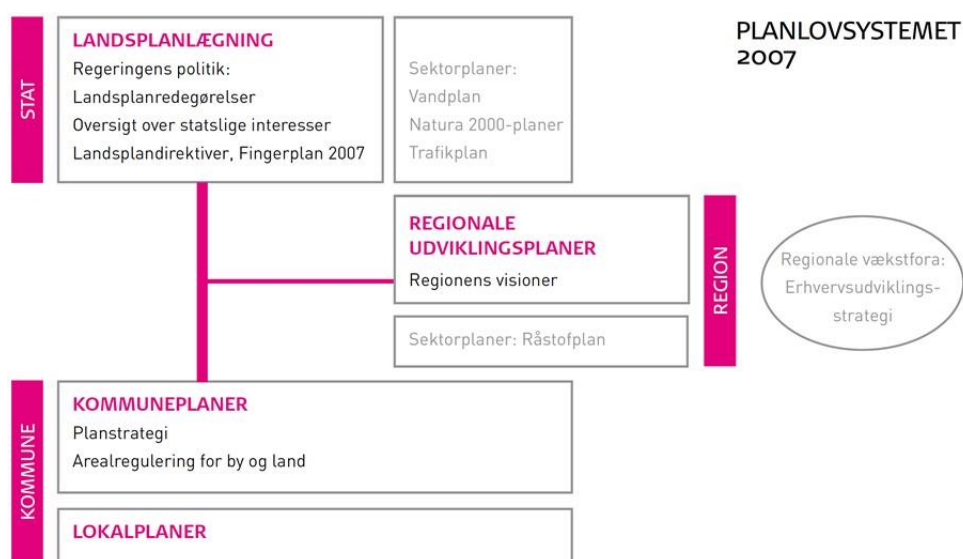 PLANLOVSYSTEMET
2007
STAT
LANDSPLANLÆGNING
Regeringens politik:
Landsplanredegørelser
Oversigt over statslige interesser
Landsplandirektiver, Fingerplan 2007
Sektorplaner:
Vandplan
Natura 2000-planer
Trafikplan
REGIONALE
UDVIKLINGSPLANER
Regionens visioner
Sektorplaner: Råstofplan
REGION
Regionale vækstfora:
Erhvervsudviklings-
strategi
KOMMUNE
KOMMUNEPLANER
Planstrategi
Arealregulering for by og land
LOKALPLANER